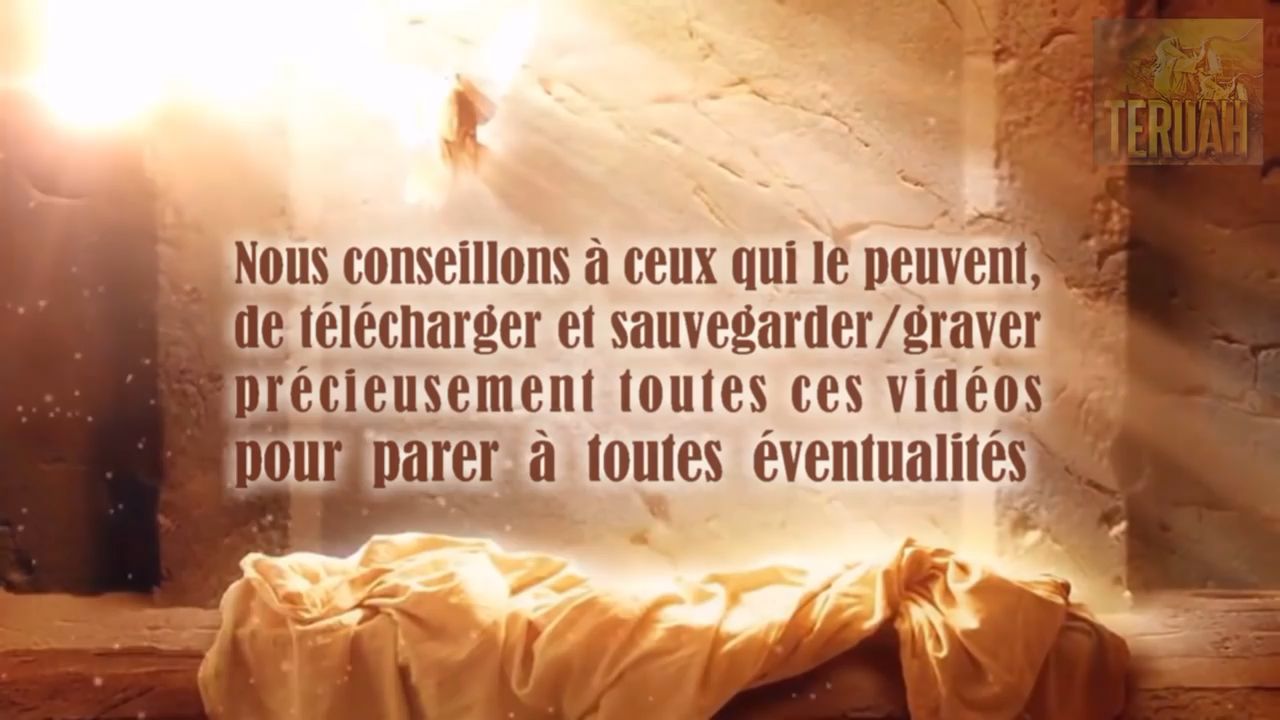 TERUAH
Nous conseillons à ceux qui le peuvent,
de télécharger et sauvegarder/graver
précieusement toutes ces vidéos
pour parer à toutes éventualités